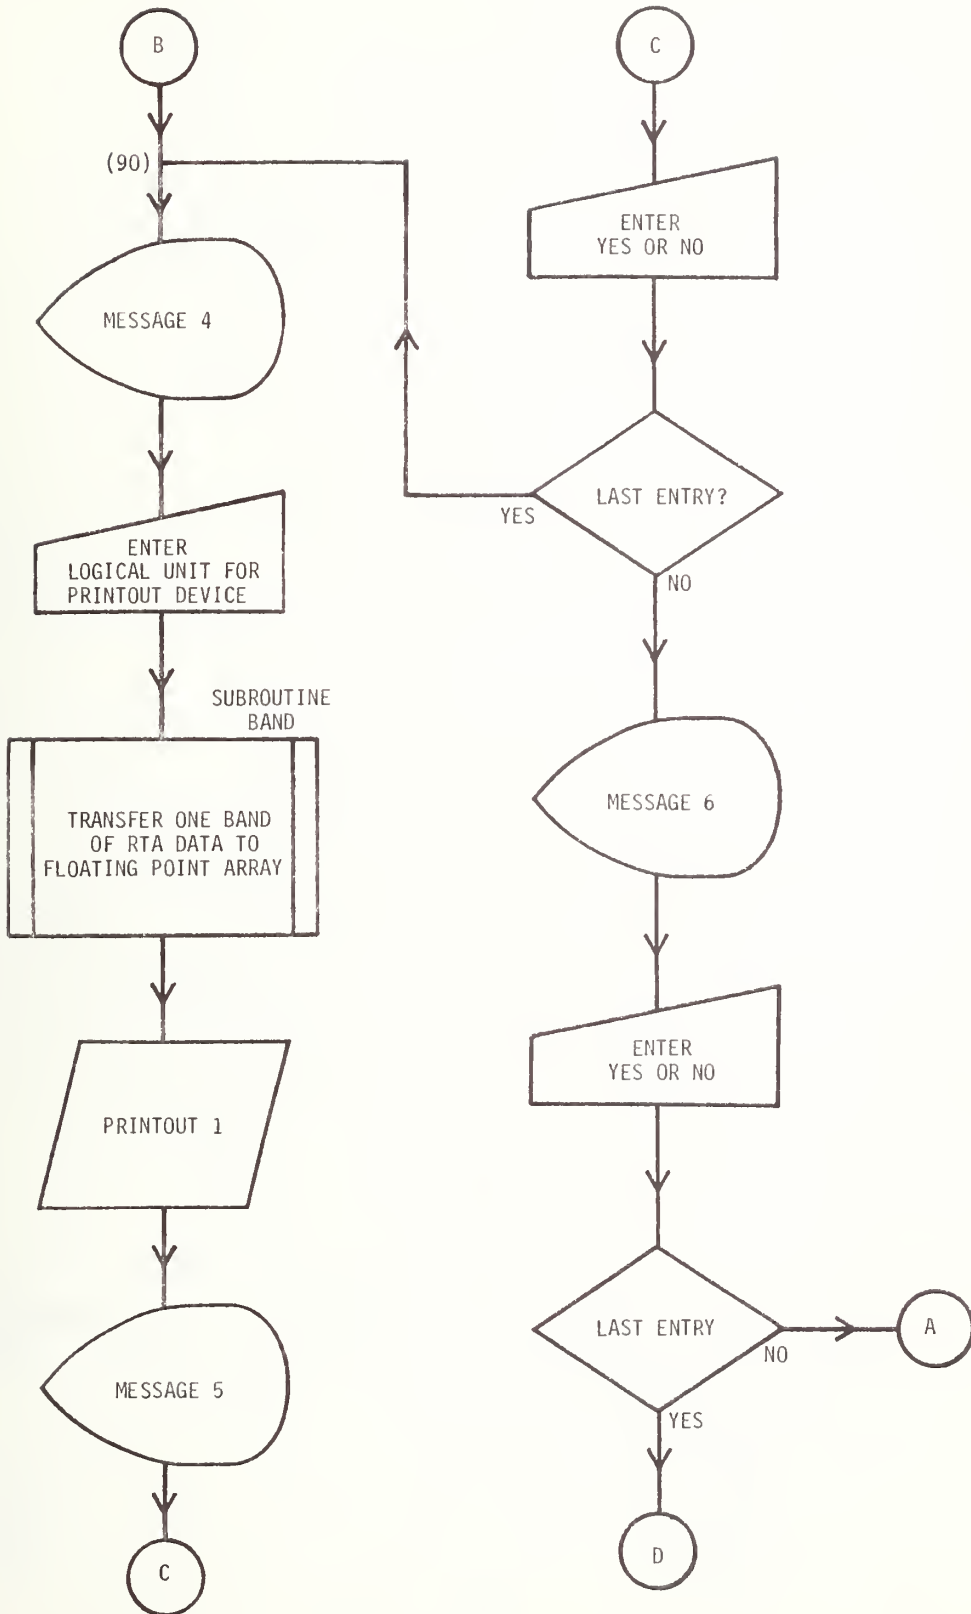 B
(90)
MESSAGE 4
ENTER
LOGICAL UNIT FOR
PRINTOUT DEVICE
SUBROUTINE
BAND
TRANSFER ONE BAND
OF RTA DATA TO
FLOATING POINT ARRAY
PRINTOUT 1
MESSAGE 5
C
C
ENTER
YES OR NO
LAST ENTRY?
YES
NO
MESSAGE 6
ENTER
YES OR NO
LAST ENTRY
NO
A
YES
D